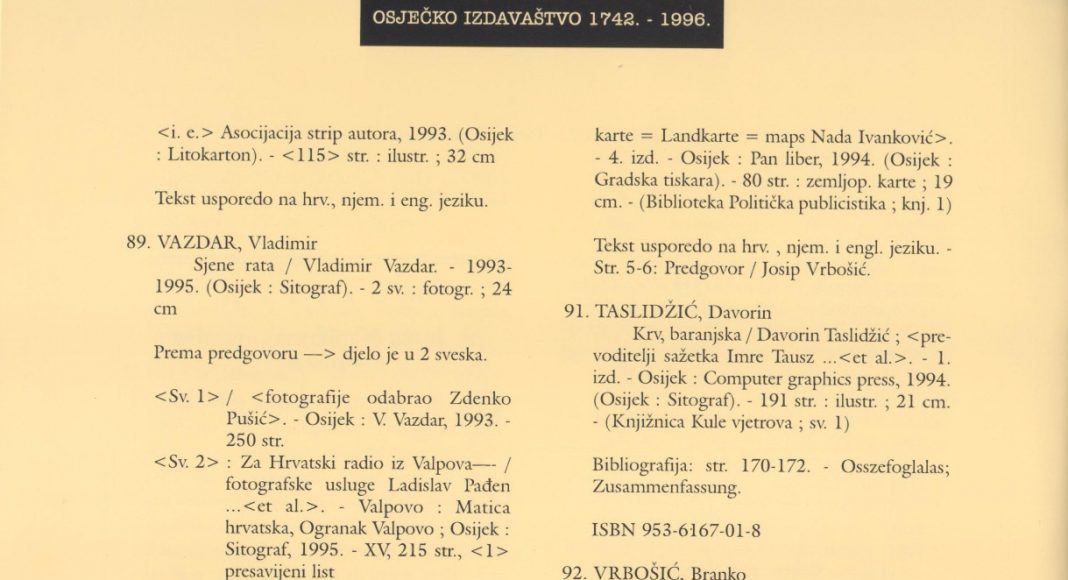 OSJEČKO IZDAVAŠTVO 1742. - 1996.
<i. e.> Asocijacija strip autora, 1993. (Osijek
: Litokarton). - <115> str. : ilustr. ; 32 cm
Tekst usporedo na hrv., njem. i eng. jeziku.
89. VAZDAR, Vladimir
Sjene rata / Vladimir Vazdar. - 1993-
1995. (Osijek : Sitograf). - 2 sv. : fotogr. ; 24
cm
Prema predgovoru —> djelo je u 2 sveska.
<Sv. 1> / <fotografije odabrao Zdenko
Pušić>. - Osijek : V. Vazdar, 1993. -
250 str.
<Sv. 2> : Za Hrvatski radio iz Valpova—- /
fotografske usluge Ladislav Pađen
...<et al.>. - Valpovo : Matica
hrvatska, Ogranak Valpovo ; Osijek :
Sitograf, 1995. - XV, 215 str., <1>
presavijeni list
karte = Landkarte = maps Nada Ivanković>.
- 4. izd. - Osijek : Pan liber, 1994. (Osijek :
Gradska tiskara). - 80 str. : zemljop. karte ; 19
cm. - (Biblioteka Politička publicistika ; knj. 1)
Tekst usporedo na hrv. , njem. i engl. jeziku. -
Str. 5-6: Predgovor / Josip Vrbošić.
91. TASLIDŽIĆ, Davorin
Krv, baranjska / Davorin Taslidžić ; <pre-
voditelji sažetka Imre Tausz ...<et al.>. - 1.
izd. - Osijek : Computer graphics press, 1994.
(Osijek : Sitograf). - 191 str. : ilustr. ; 21 cm.
- (Knjižnica Kule vjetrova ; sv. 1)
Bibliografija: str. 170-172. - Osszefoglalas;
Zusammenfassung.
ISBN 953-6167-01-8
92. VRBOŠIĆ, Branko